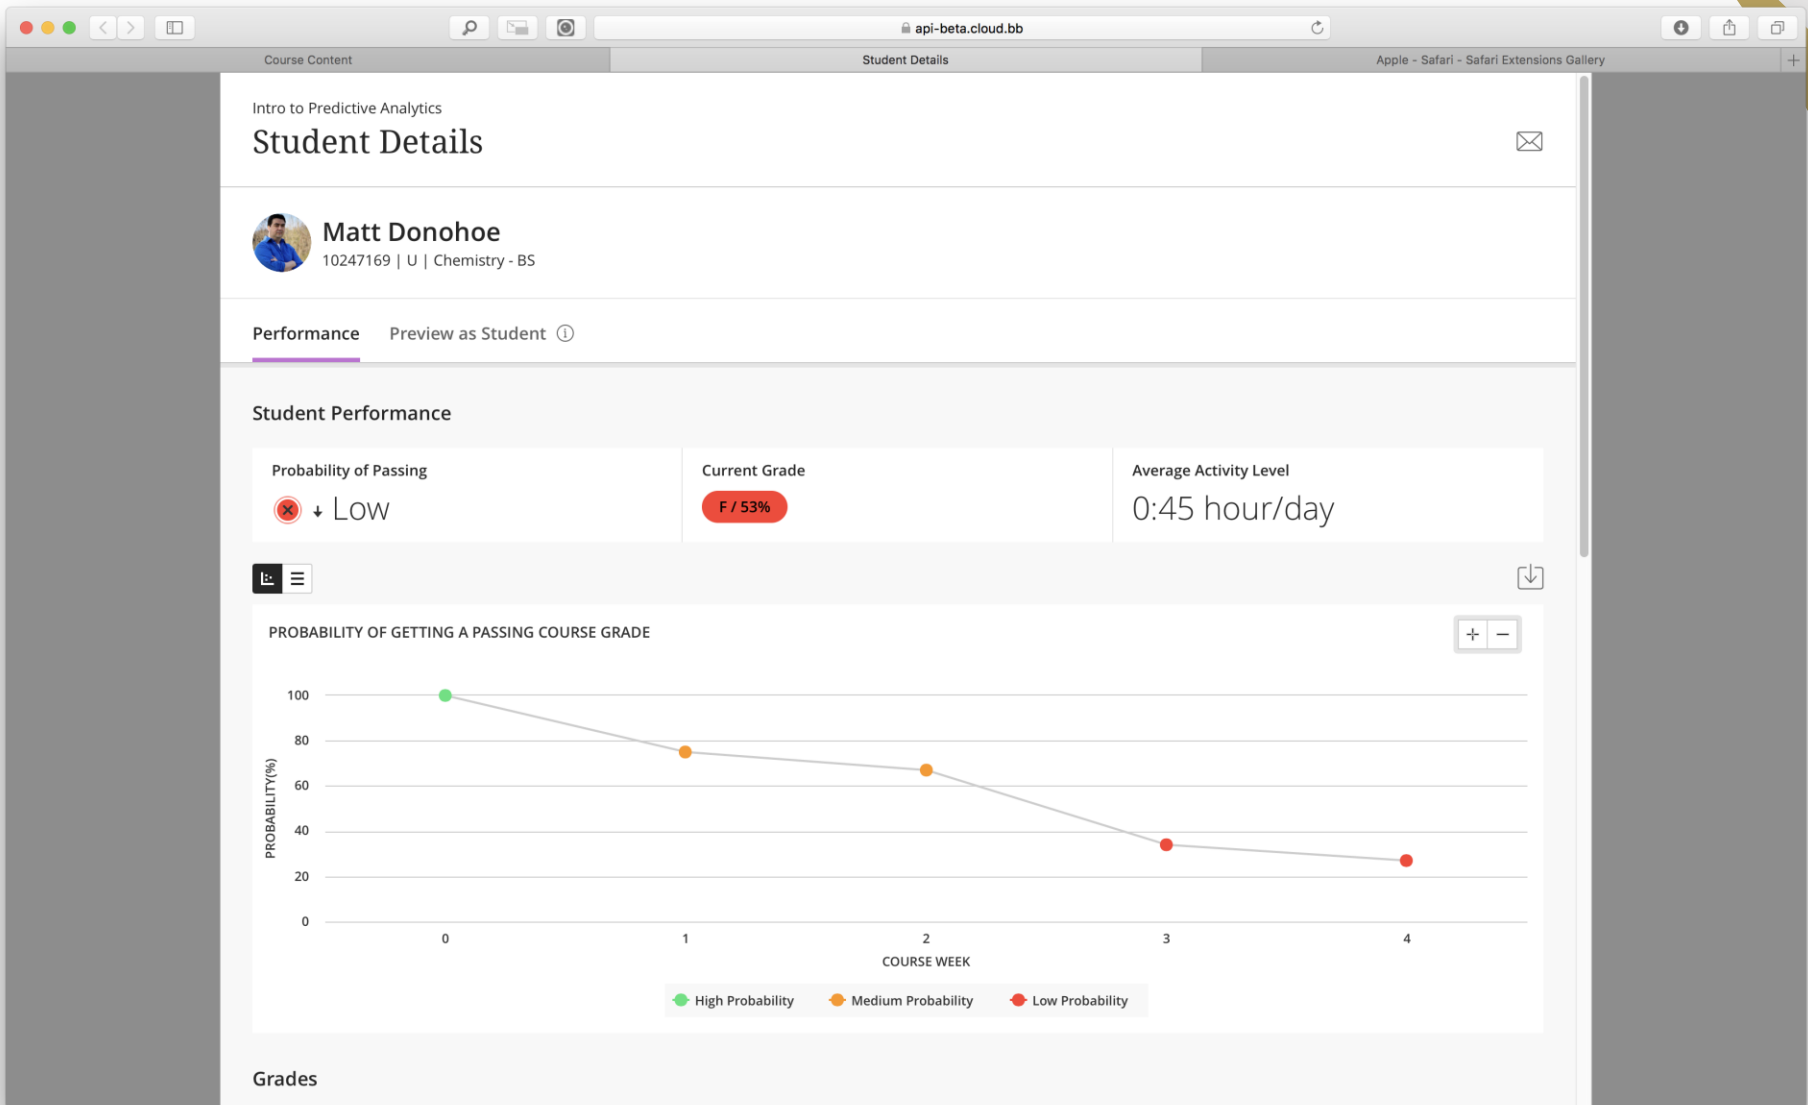 api-beta.cloud.bb
Course Content
Student Details
Apple - Safari - Safari Extensions Gallery
Intro to Predictive Analytics
Student Details
Matt Donohoe
10247169 | U | Chemistry - BS
Performance
Preview as Student
Student Performance
Probability of Passing
Low
Current Grade
F / 53%
Average Activity Level
0:45 hour/day
PROBABILITY OF GETTING A PASSING COURSE GRADE
100
80
60
40
20
0
PROBABILITY(%)
0 1 2 3 4
COURSE WEEK
High Probability
Medium Probability
Low Probability
Grades